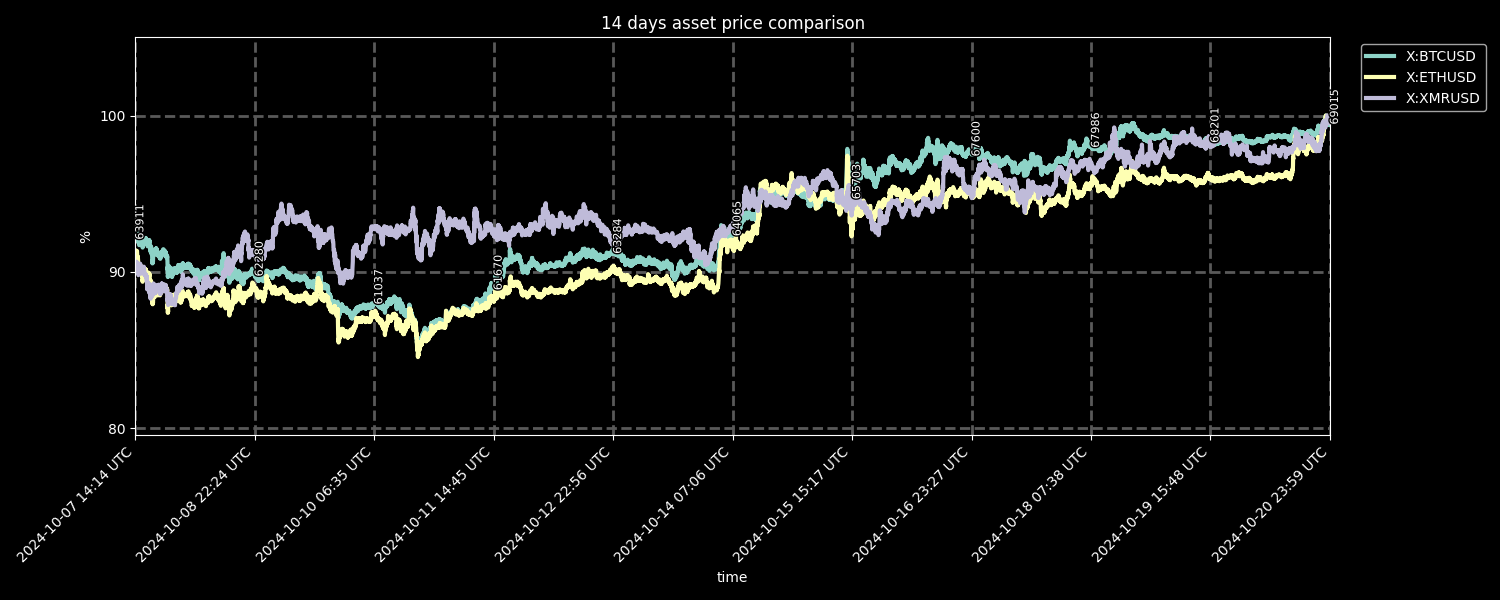 14 days asset price comparison
X:BTCUSD
X:ETHUSD
X:XMRUSD
%
100
90
80
63911
62280
61037
61670
63284
64065
65703
67600
67986
68201
69015
2024-10-07 14:14 UTC
2024-10-08 22:24 UTC
2024-10-10 06:35 UTC
2024-10-11 14:45 UTC
2024-10-12 22:56 UTC
2024-10-14 07:06 UTC
2024-10-15 15:17 UTC
2024-10-16 23:27 UTC
2024-10-18 07:38 UTC
2024-10-19 15:48 UTC
2024-10-20 23:59 UTC
time